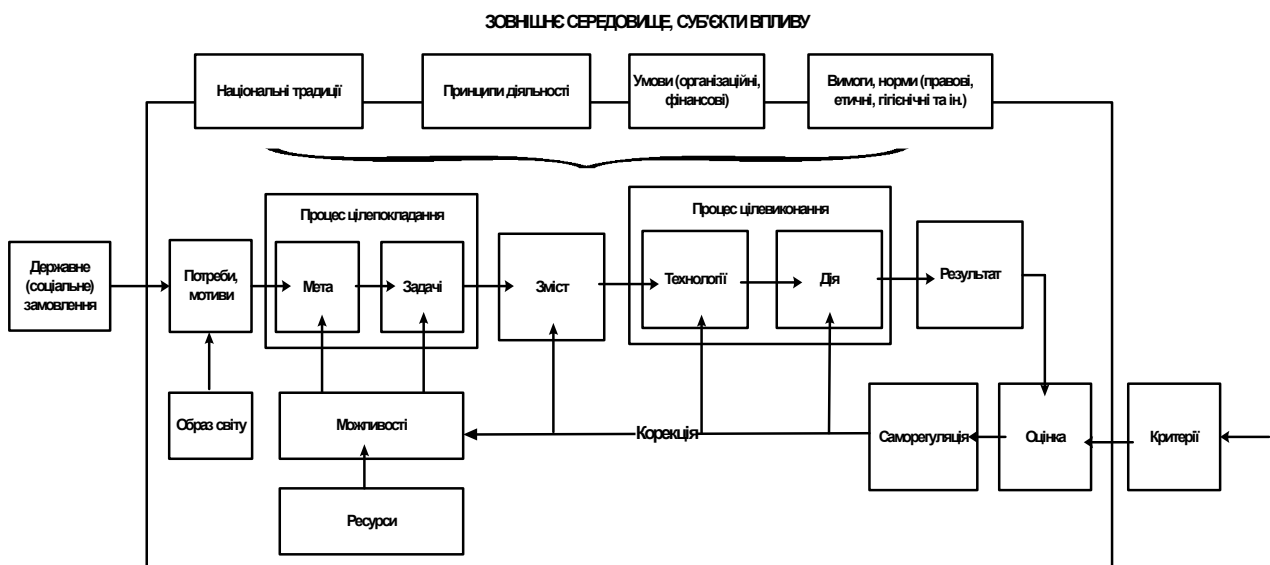 ЗОВНІШНЄ СЕРЕДОВИЩЕ, СУБ'ЄКТИ ВПЛИВУ
Національні традиції
Принципи діяльності
Умови (організаційні,
фінансові)
Вимоги, норми (правові,
етичні, гігієнічні та ін.)
Процес цілепокладання
Процес цілевиконання
Державне
(соціальне)
замовлення
Потреби,
мотиви
Мета
Задачі
Зміст
Технології
Дія
Результат
Образ світу
Можливості
Корекція
Саморегуляція
Оцінка
Критерії
Ресурси